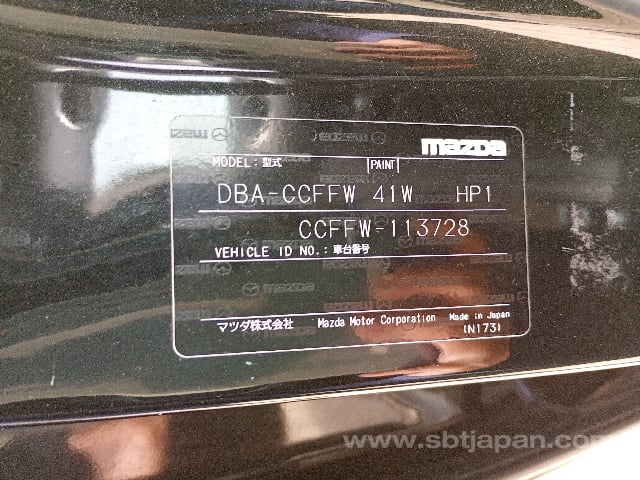 mazda
MODEL : 型式 PAINT
DBA-CCFFW 41W HP1
CCFFW-113728
VEHICLE ID NO. : 車台番号
マツダ株式会社 Mazda Motor Corporation Made in Japan
(N173)
www.sbtjapan.com